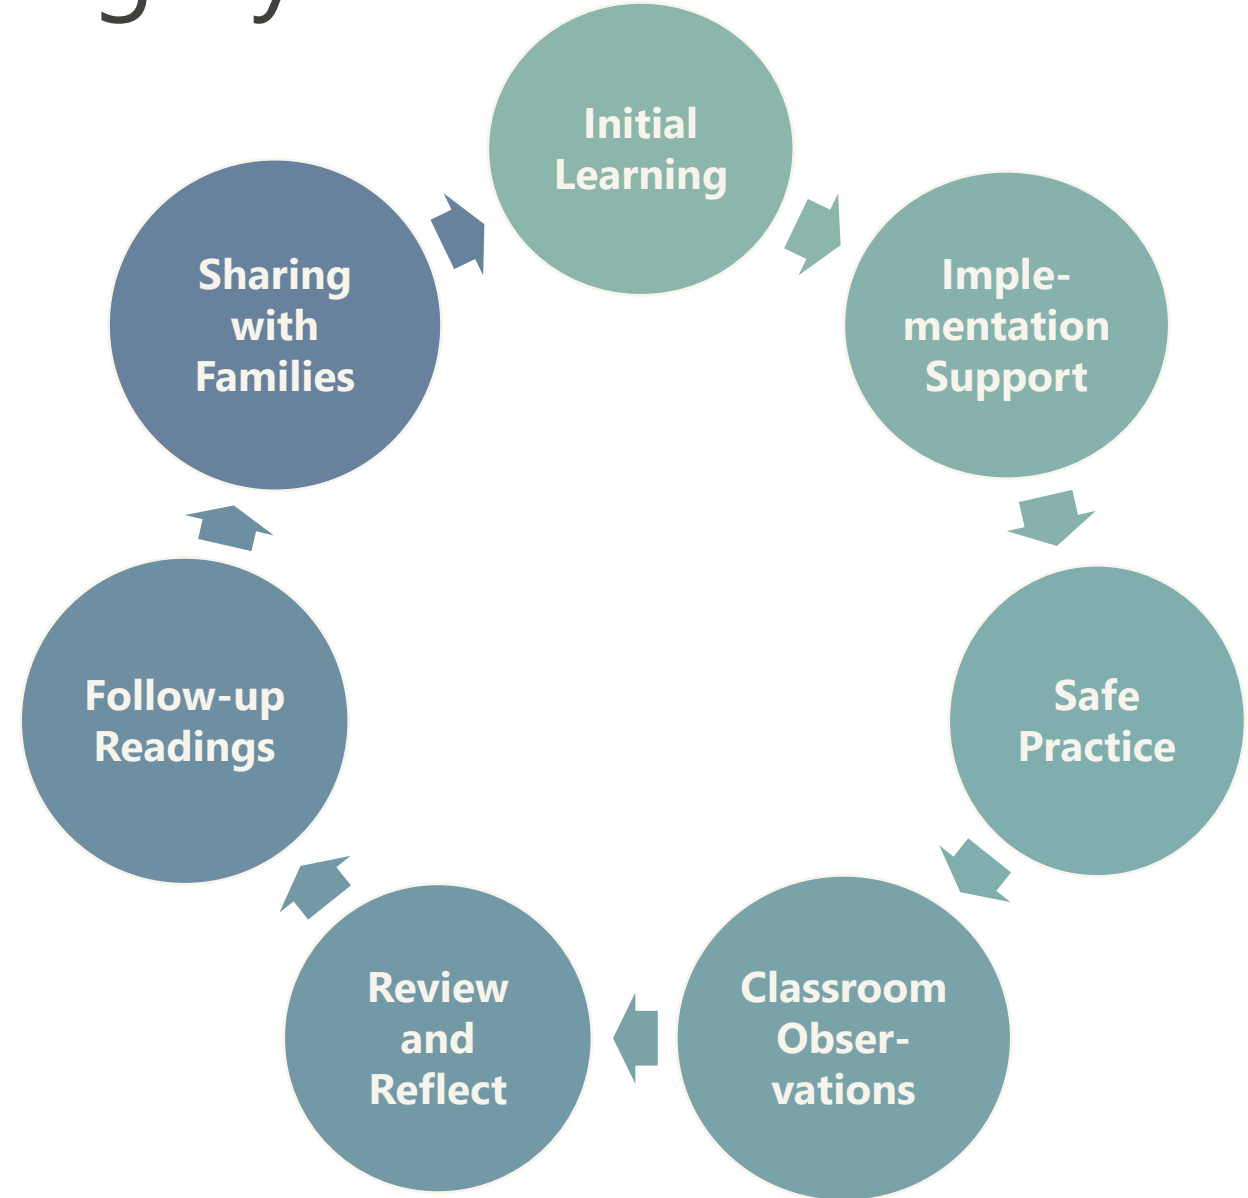 Initial
Learning
Imple-
mentation
Support
Safe
Practice
Classroom
Obser-
vations
Review
and
Reflect
Follow-up
Readings
Sharing
with
Families